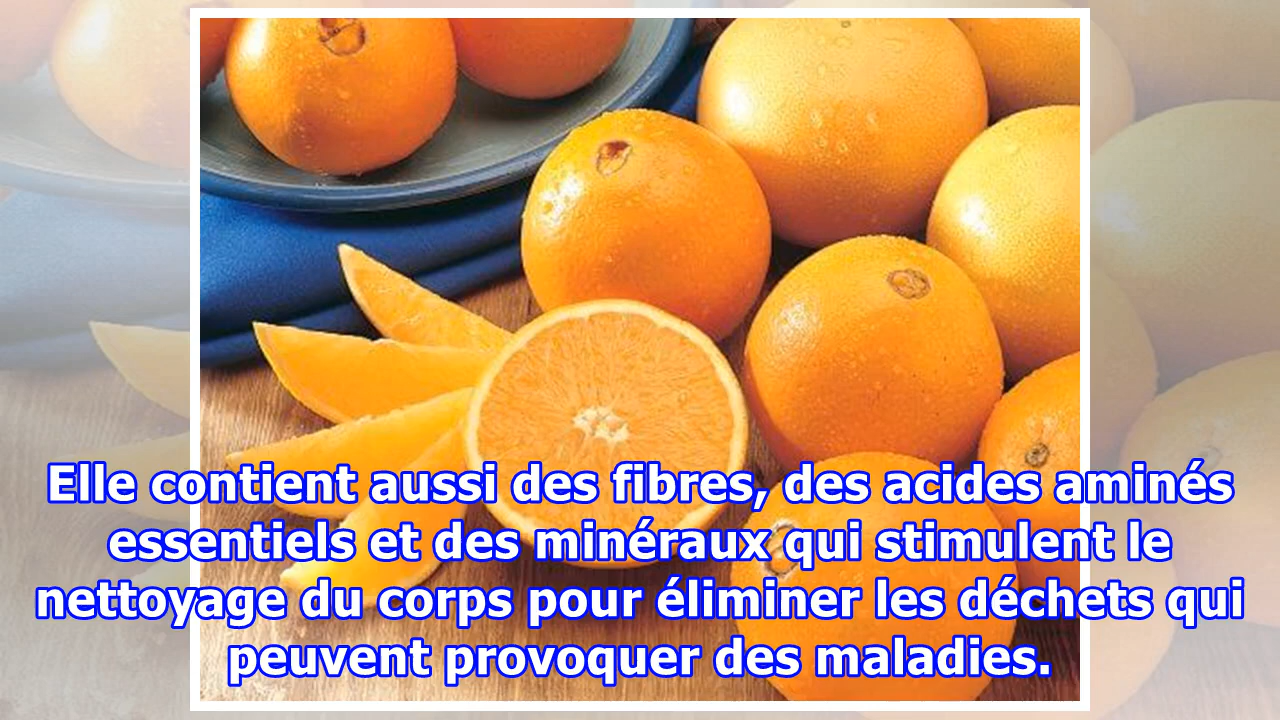 Elle contient aussi des fibres, des acides aminés
essentiels et des minéraux qui stimulent le
nettoyage du corps pour éliminer les déchets qui
peuvent provoquer des maladies.